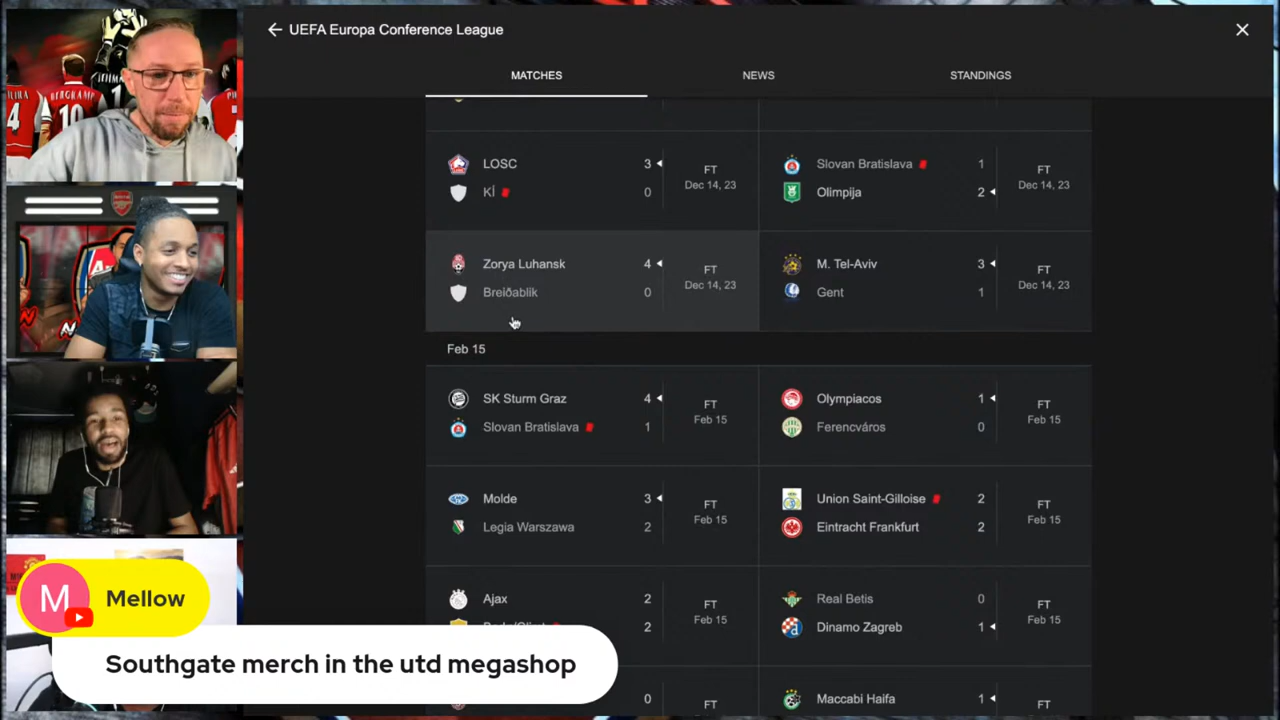 UEFA Europa Conference League
MATCHES
NEWS
STANDINGS
LOSC 3
KÍ 0
FT
Dec 14, 23
Slovan Bratislava 1
Olimpija 2
FT
Dec 14, 23
Zorya Luhansk 4
Breiðablik 0
FT
Dec 14, 23
M. Tel-Aviv 3
Gent 1
FT
Dec 14, 23
Feb 15
SK Sturm Graz 4
Slovan Bratislava 1
FT
Feb 15
Olympiacos 1
Ferencváros 0
FT
Feb 15
Molde 3
Legia Warszawa 2
FT
Feb 15
Union Saint-Gilloise 2
Eintracht Frankfurt 2
FT
Feb 15
Ajax 2
2
FT
Feb 15
Real Betis 0
Dinamo Zagreb 1
FT
Feb 15
0
FT
Maccabi Haifa 1
FT
BERGKAMP
4
10
M
Mellow
Southgate merch in the utd megashop